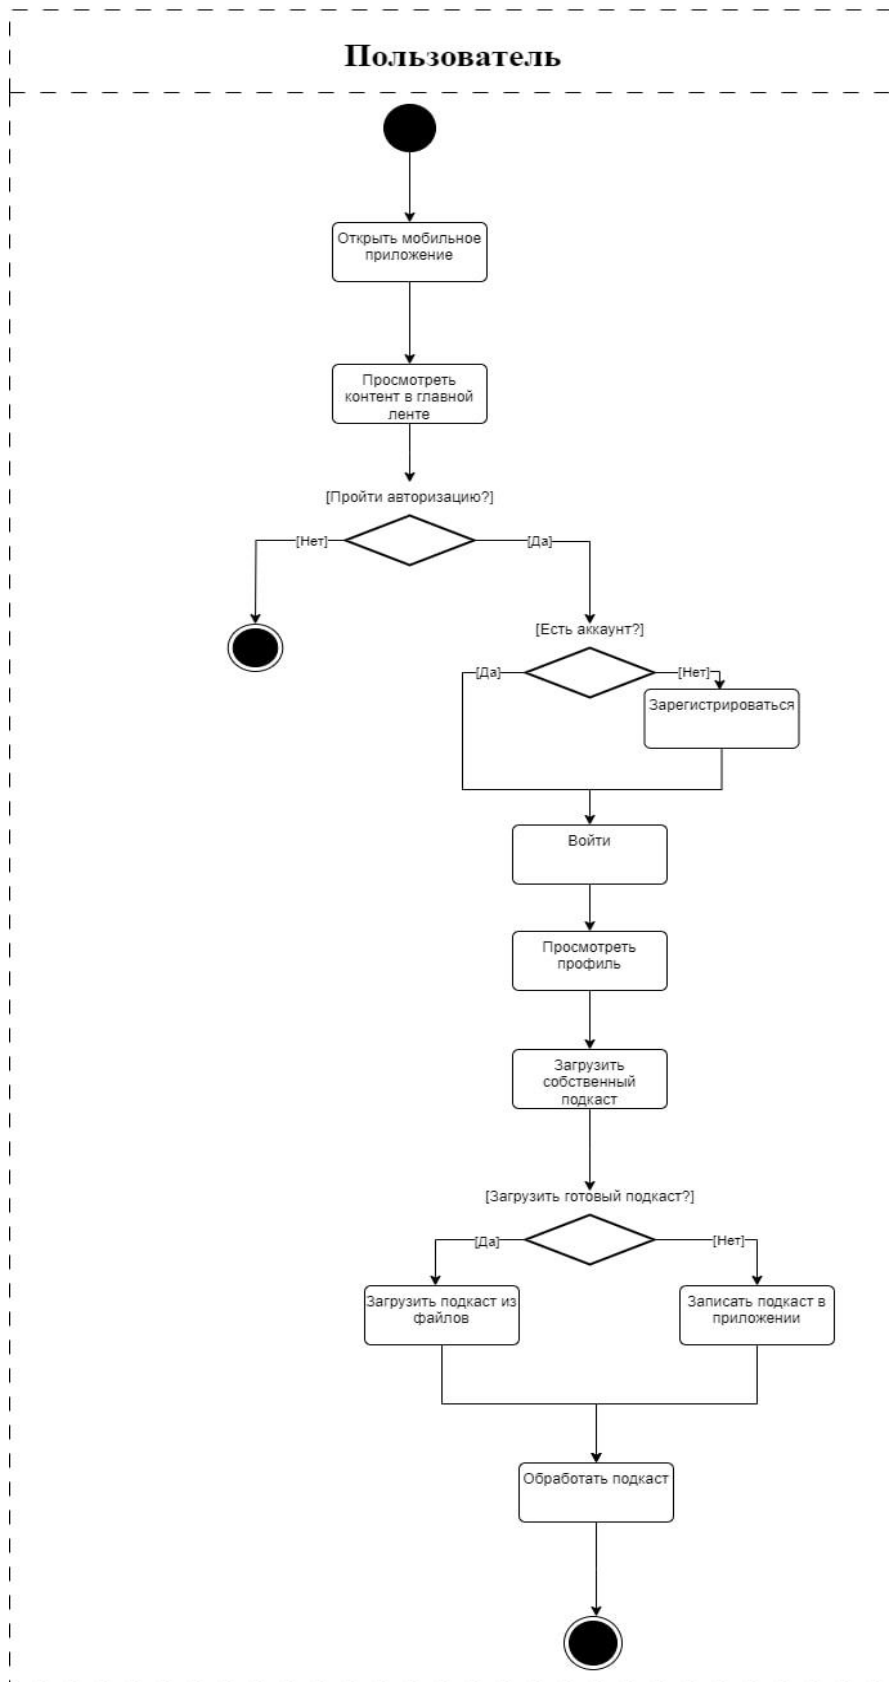 Пользователь
Открыть мобильное
приложение
Просмотреть
контент в главной
ленте
[Пройти авторизацию?]
[Нет]
[Да]
[Есть аккаунт?]
[Да]
[Нет]
Зарегистрироваться
Войти
Просмотреть
профиль
Загрузить
собственный
подкаст
[Загрузить готовый подкаст?]
[Да]
[Нет]
Загрузить подкаст из
файлов
Записать подкаст в
приложении
Обработать подкаст